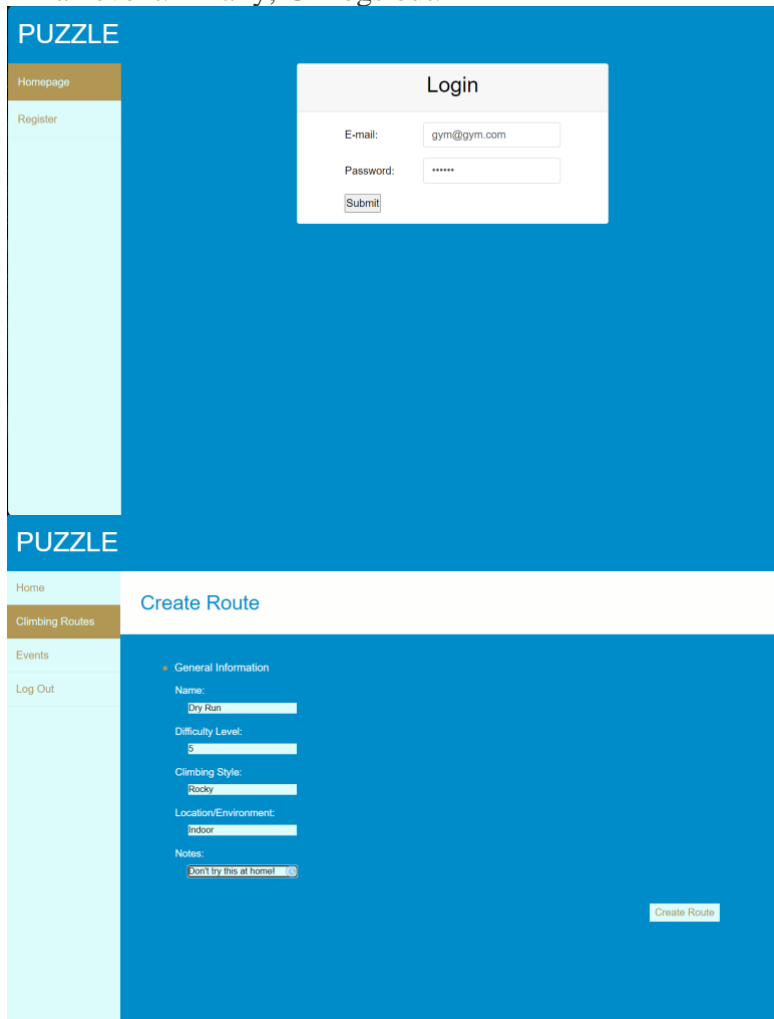 PUZZLE
Homepage
Register
Login
E-mail:
gym@gym.com
Password:
••••••
Submit
PUZZLE
Home
Climbing Routes
Events
Log Out
Create Route
General Information
Name:
Dry Run
Difficulty Level:
5
Climbing Style:
Rocky
Location/Environment:
Indoor
Notes:
Don't try this at home!
Create Route